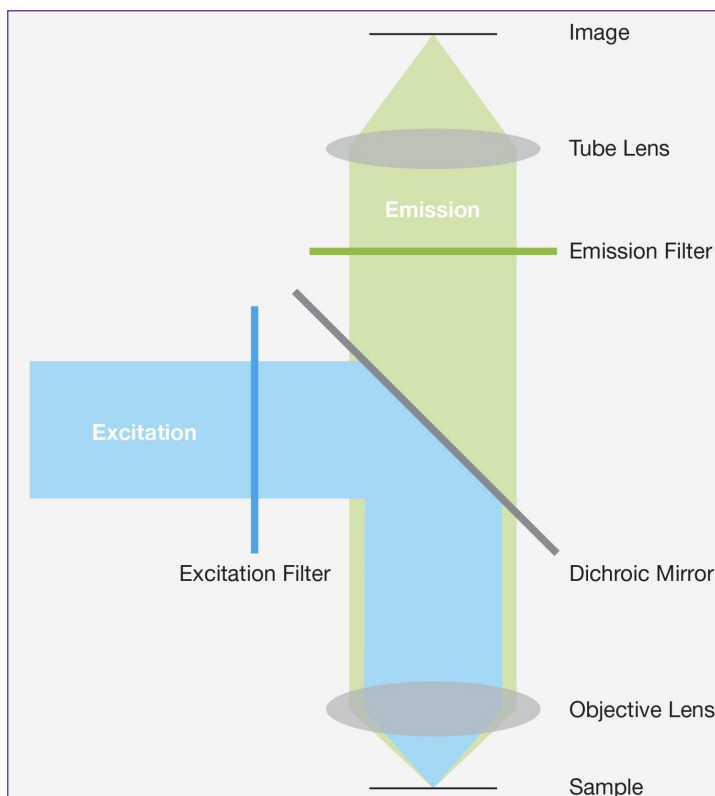 Image
Tube Lens
Emission
Emission Filter
Excitation
Excitation Filter
Dichroic Mirror
Objective Lens
Sample